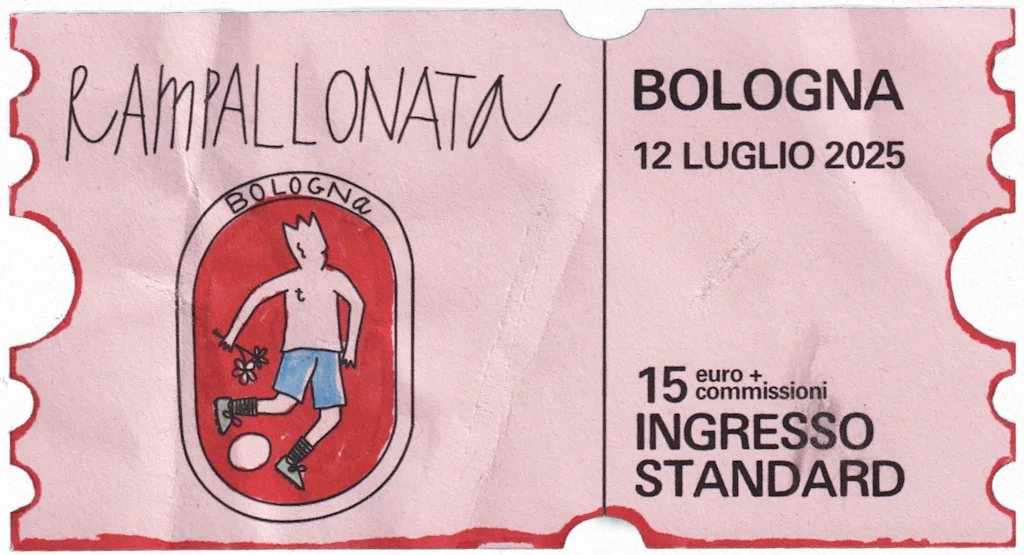 RAMPALLONATA
BOLOGNA
t
BOLOGNA
12 LUGLIO 2025
15 euro +
commissioni
INGRESSO
STANDARD